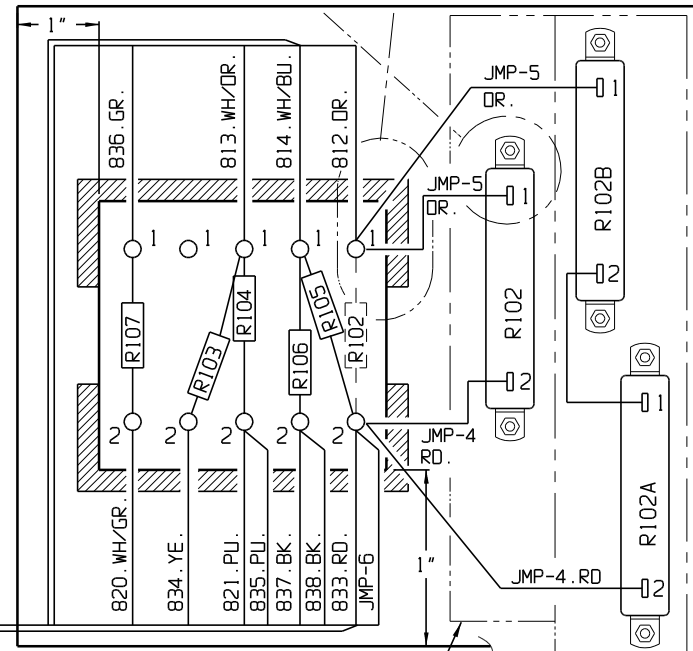 1"
836.GR.
813.WH/OR.
814.WH/BU.
812.OR.
JMP-5
OR.
JMP-5
OR.
1
R102B
2
1
R102
2
1
R102A
2
1
1
1
1
1
R107
R103
R104
R106
R105
R102
2
2
2
2
2
JMP-4
RD.
JMP-4.RD
820.WH/GR.
834.YE.
821.PU.
835.PU.
837.BK.
838.BK.
833.RD.
JMP-6
1"